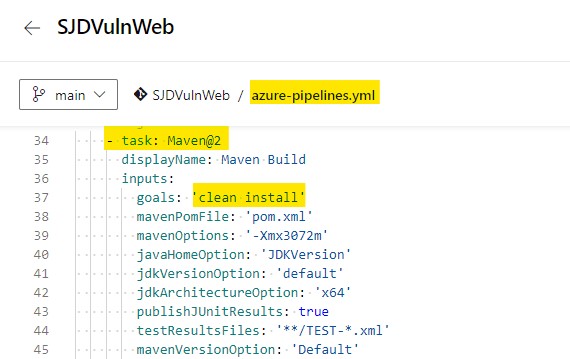 SJDVulnWeb
main SJDVulnWeb / azure-pipelines.yml
34 - task: Maven@2
35 displayName: Maven Build
36 inputs:
37 goals: 'clean install'
38 mavenPomFile: 'pom.xml'
39 mavenOptions: '-Xmx3072m'
40 javaHomeOption: 'JDKVersion'
41 jdkVersionOption: 'default'
42 jdkArchitectureOption: 'x64'
43 publishJUnitResults: true
44 testResultsFiles: '**/TEST-*.xml'
45 mavenVersionOption: 'Default'